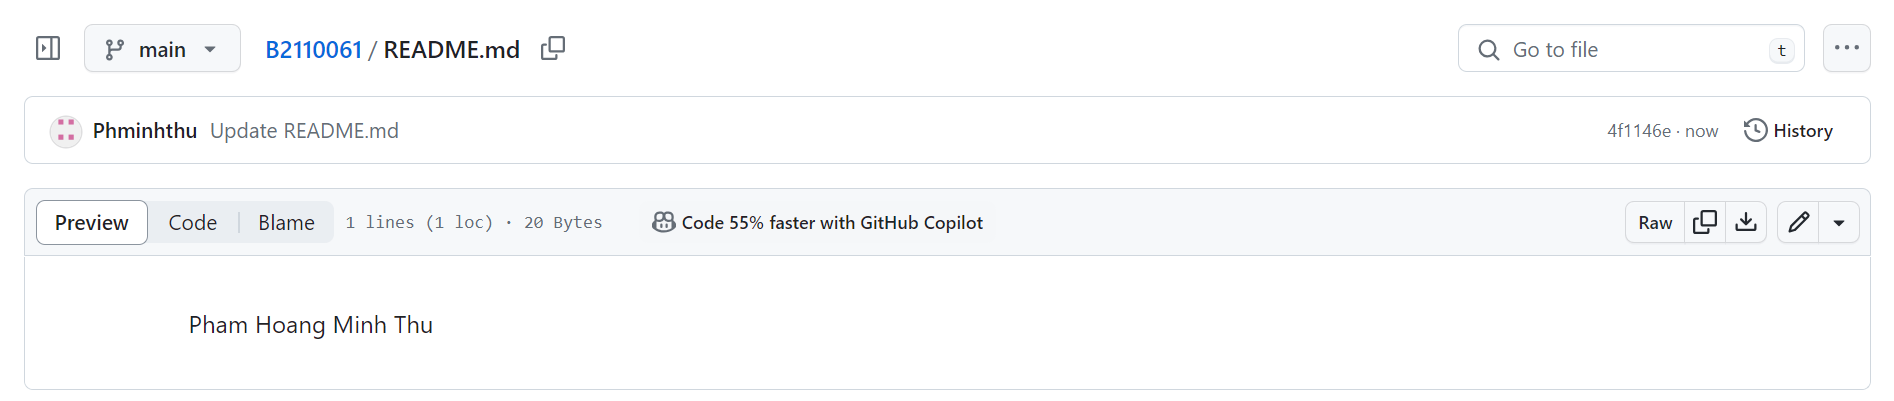 main B2110061 / README.md Go to file t
Phminhthu Update README.md 4f1146e · now History
Preview Code Blame 1 lines (1 loc) · 20 Bytes Code 55% faster with GitHub Copilot Raw
Pham Hoang Minh Thu